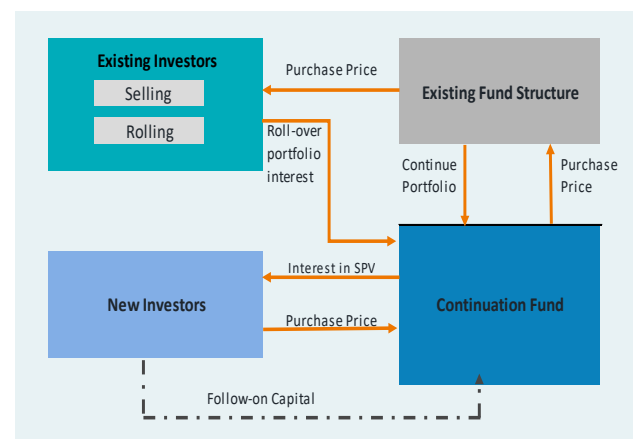 Existing Investors
Selling
Rolling
Purchase Price
Existing Fund Structure
Roll-over
portfolio
interest
Continue
Portfolio
Purchase
Price
New Investors
Interest in SPV
Purchase Price
Continuation Fund
Follow-on Capital